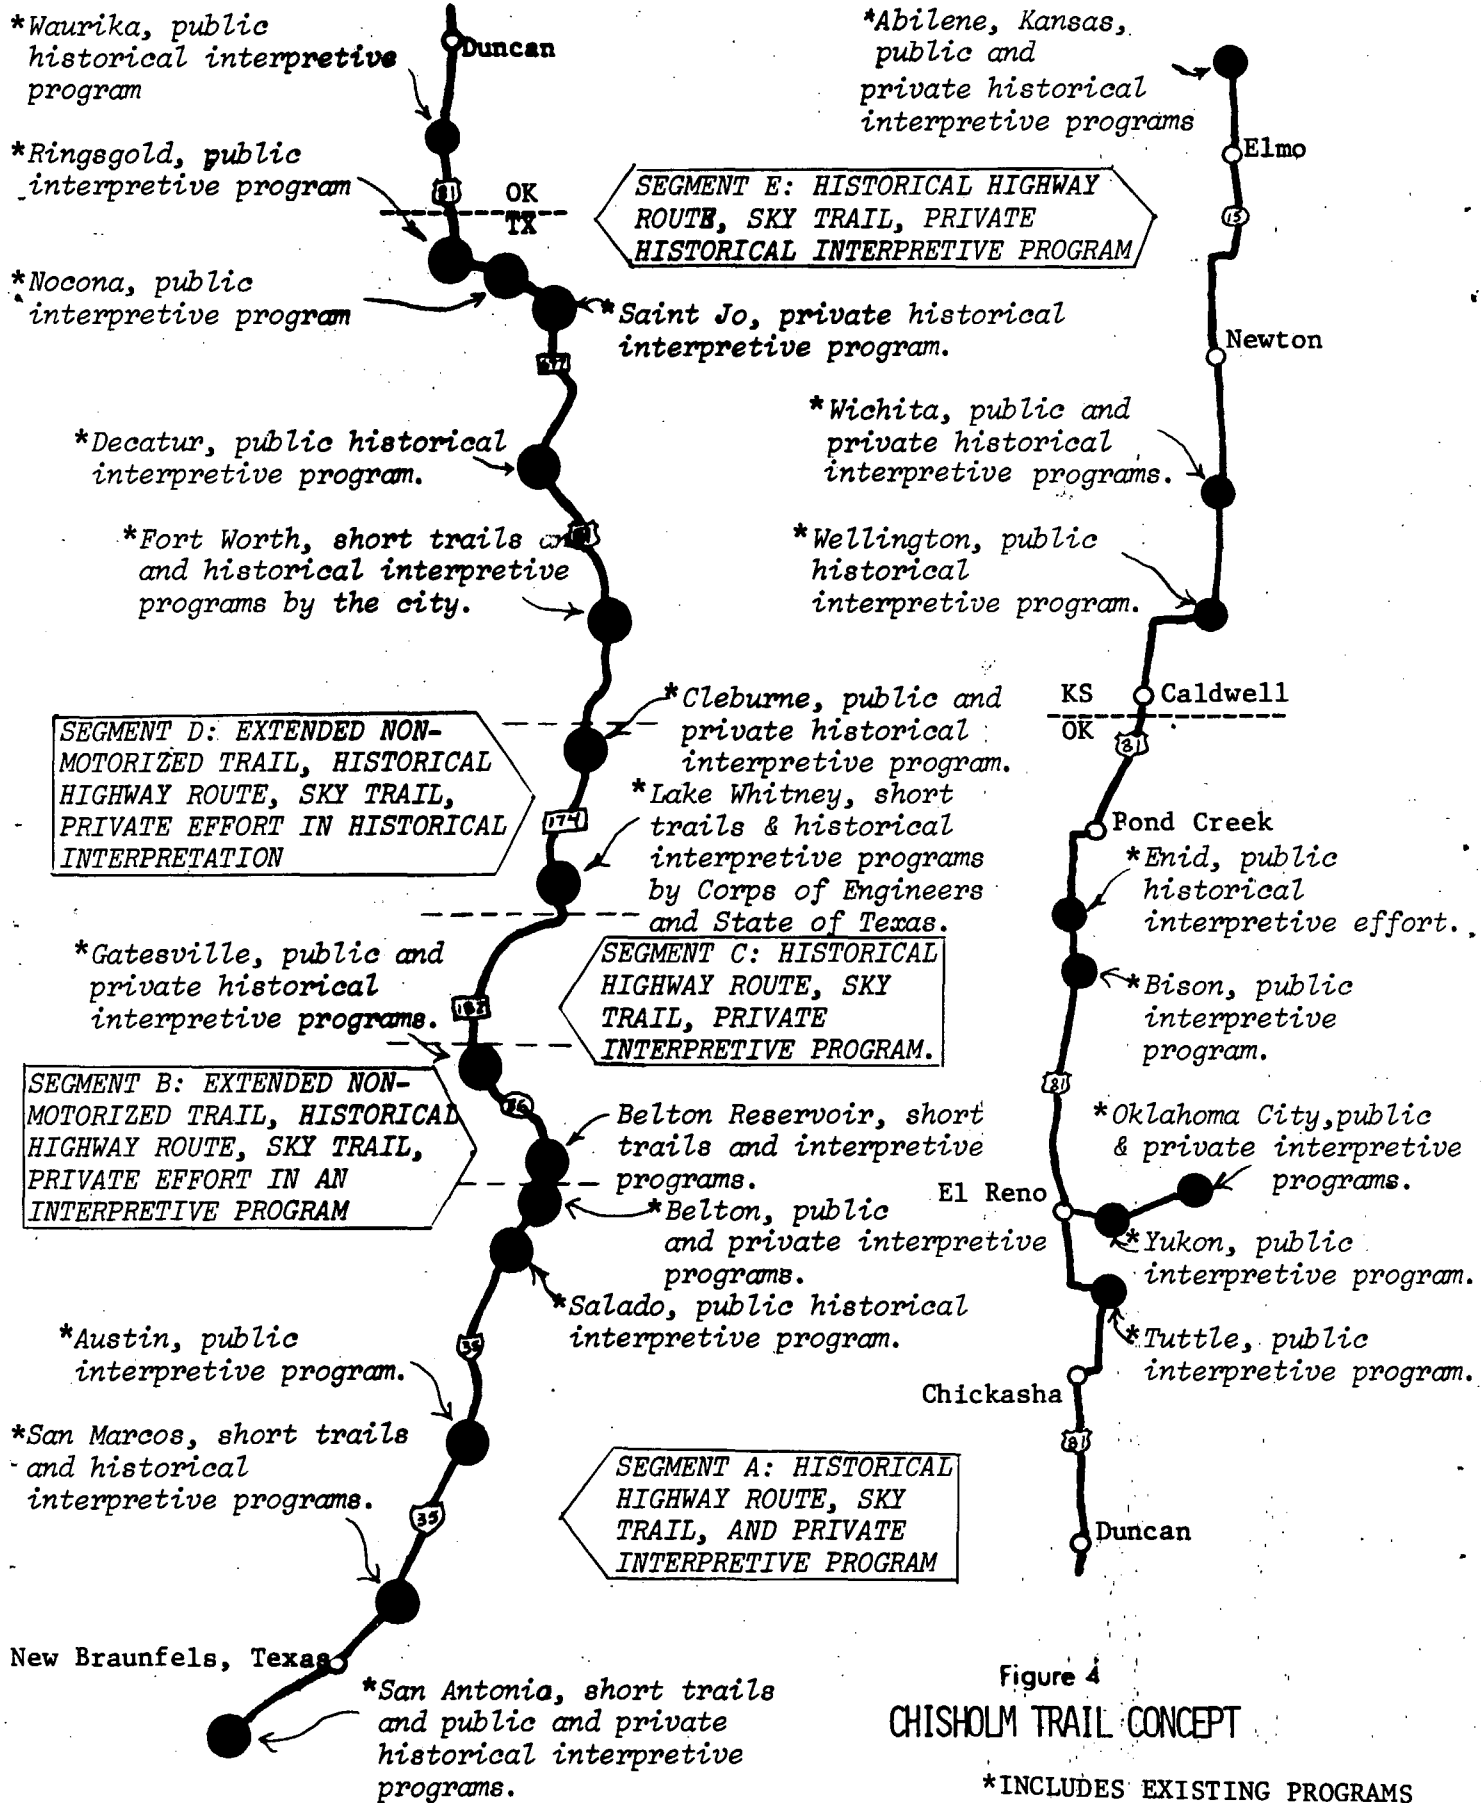 *Waurika, public
historical interpretive
program
Duncan
*Ringsgold, public
interpretive program
81
OK
TX
*Nocona, public
interpretive program
*Saint Jo, private historical
interpretive program.
SEGMENT E: HISTORICAL HIGHWAY
ROUTE, SKY TRAIL, PRIVATE
HISTORICAL INTERPRETIVE PROGRAM
*Decatur, public historical
interpretive program.
*Fort Worth, short trails an
and historical interpretive
programs by the city.
SEGMENT D: EXTENDED NON-
MOTORIZED TRAIL, HISTORICAL
HIGHWAY ROUTE, SKY TRAIL,
PRIVATE EFFORT IN HISTORICAL
INTERPRETATION
*Cleburne, public and
private historical
interpretive program.
174
*Lake Whitney, short
trails & historical
interpretive programs
by Corps of Engineers
and State of Texas.
*Gatesville, public and
private historical
interpretive programs.
SEGMENT C: HISTORICAL
HIGHWAY ROUTE, SKY
TRAIL, PRIVATE
INTERPRETIVE PROGRAM.
SEGMENT B: EXTENDED NON-
MOTORIZED TRAIL, HISTORICAL
HIGHWAY ROUTE, SKY TRAIL,
PRIVATE EFFORT IN AN
INTERPRETIVE PROGRAM
36
Belton Reservoir, short
trails and interpretive
programs.
*Belton, public
and private interpretive
programs.
*Salado, public historical
interpretive program.
35
*Austin, public
interpretive program.
*San Marcos, short trails
and historical
interpretive programs.
35
SEGMENT A: HISTORICAL
HIGHWAY ROUTE, SKY
TRAIL, AND PRIVATE
INTERPRETIVE PROGRAM
New Braunfels, Texas
*San Antonio, short trails
and public and private
historical interpretive
programs.
*Abilene, Kansas,
public and
private historical
interpretive programs
Elmo
15
Newton
*Wichita, public and
private historical
interpretive programs.
*Wellington, public
historical
interpretive program.
KS
Caldwell
OK
81
Pond Creek
*Enid, public
historical
interpretive effort.
*Bison, public
interpretive
program.
81
*Oklahoma City,public
& private interpretive
programs.
El Reno
*Yukon, public
interpretive program.
*Tuttle, public
interpretive program.
Chickasha
81
Duncan
Figure 4
CHISHOLM TRAIL CONCEPT
*INCLUDES EXISTING PROGRAMS